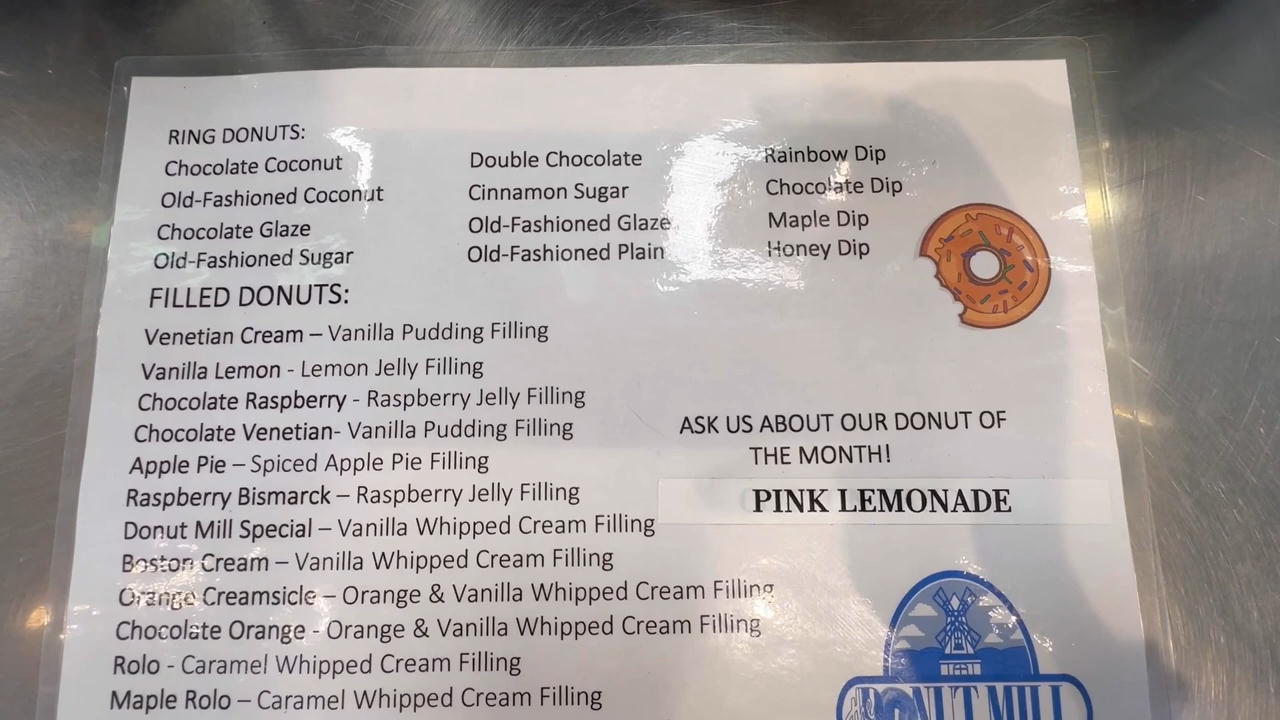 RING DONUTS:
Chocolate Coconut Double Chocolate Rainbow Dip
Old-Fashioned Coconut Cinnamon Sugar Chocolate Dip
Chocolate Glaze Old-Fashioned Glaze Maple Dip
Old-Fashioned Sugar Old-Fashioned Plain Honey Dip
FILLED DONUTS:
Venetian Cream – Vanilla Pudding Filling
Vanilla Lemon - Lemon Jelly Filling
Chocolate Raspberry - Raspberry Jelly Filling
Chocolate Venetian- Vanilla Pudding Filling
Apple Pie – Spiced Apple Pie Filling
Raspberry Bismarck – Raspberry Jelly Filling
Donut Mill Special – Vanilla Whipped Cream Filling
Boston Cream – Vanilla Whipped Cream Filling
Orange Creamsicle – Orange & Vanilla Whipped Cream Filling
Chocolate Orange - Orange & Vanilla Whipped Cream Filling
Rolo - Caramel Whipped Cream Filling
Maple Rolo – Caramel Whipped Cream Filling
ASK US ABOUT OUR DONUT OF
THE MONTH!
PINK LEMONADE
The DONUT MILL